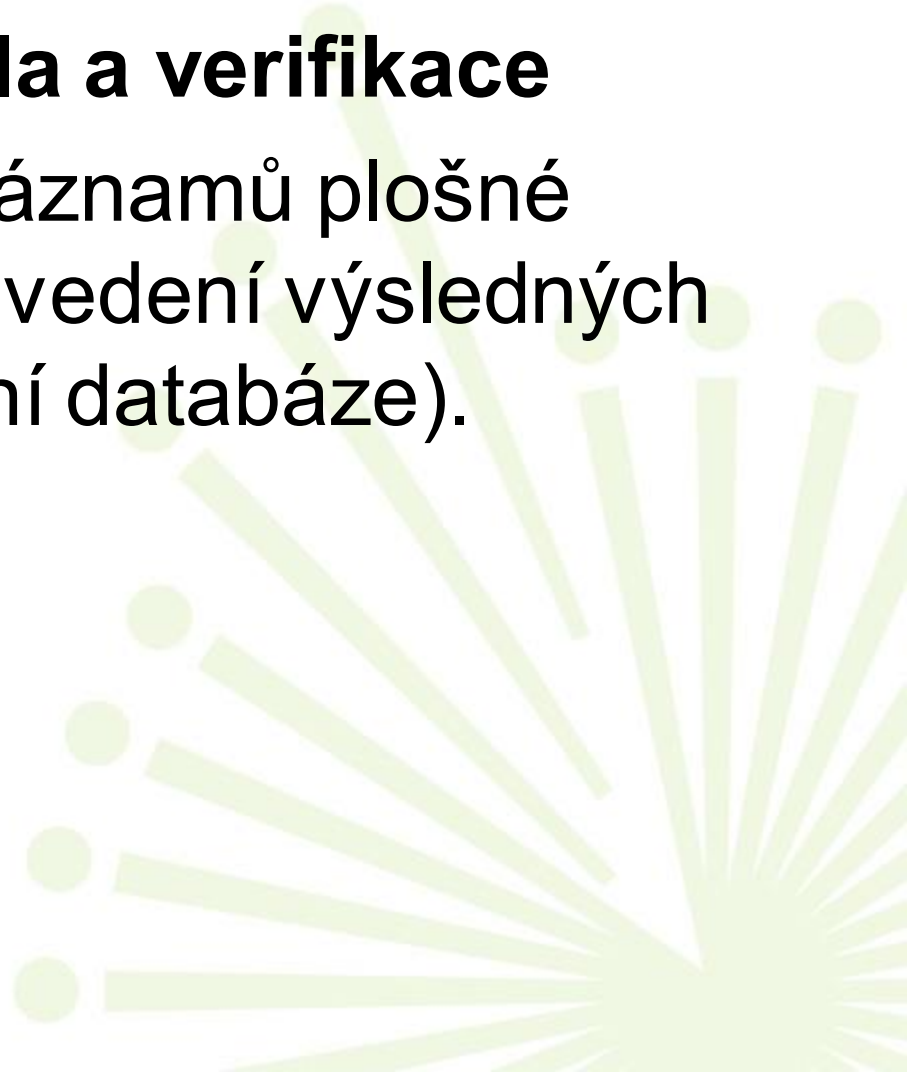 la a verifikace
áznamů plošné
vedení výsledných
ní databáze).